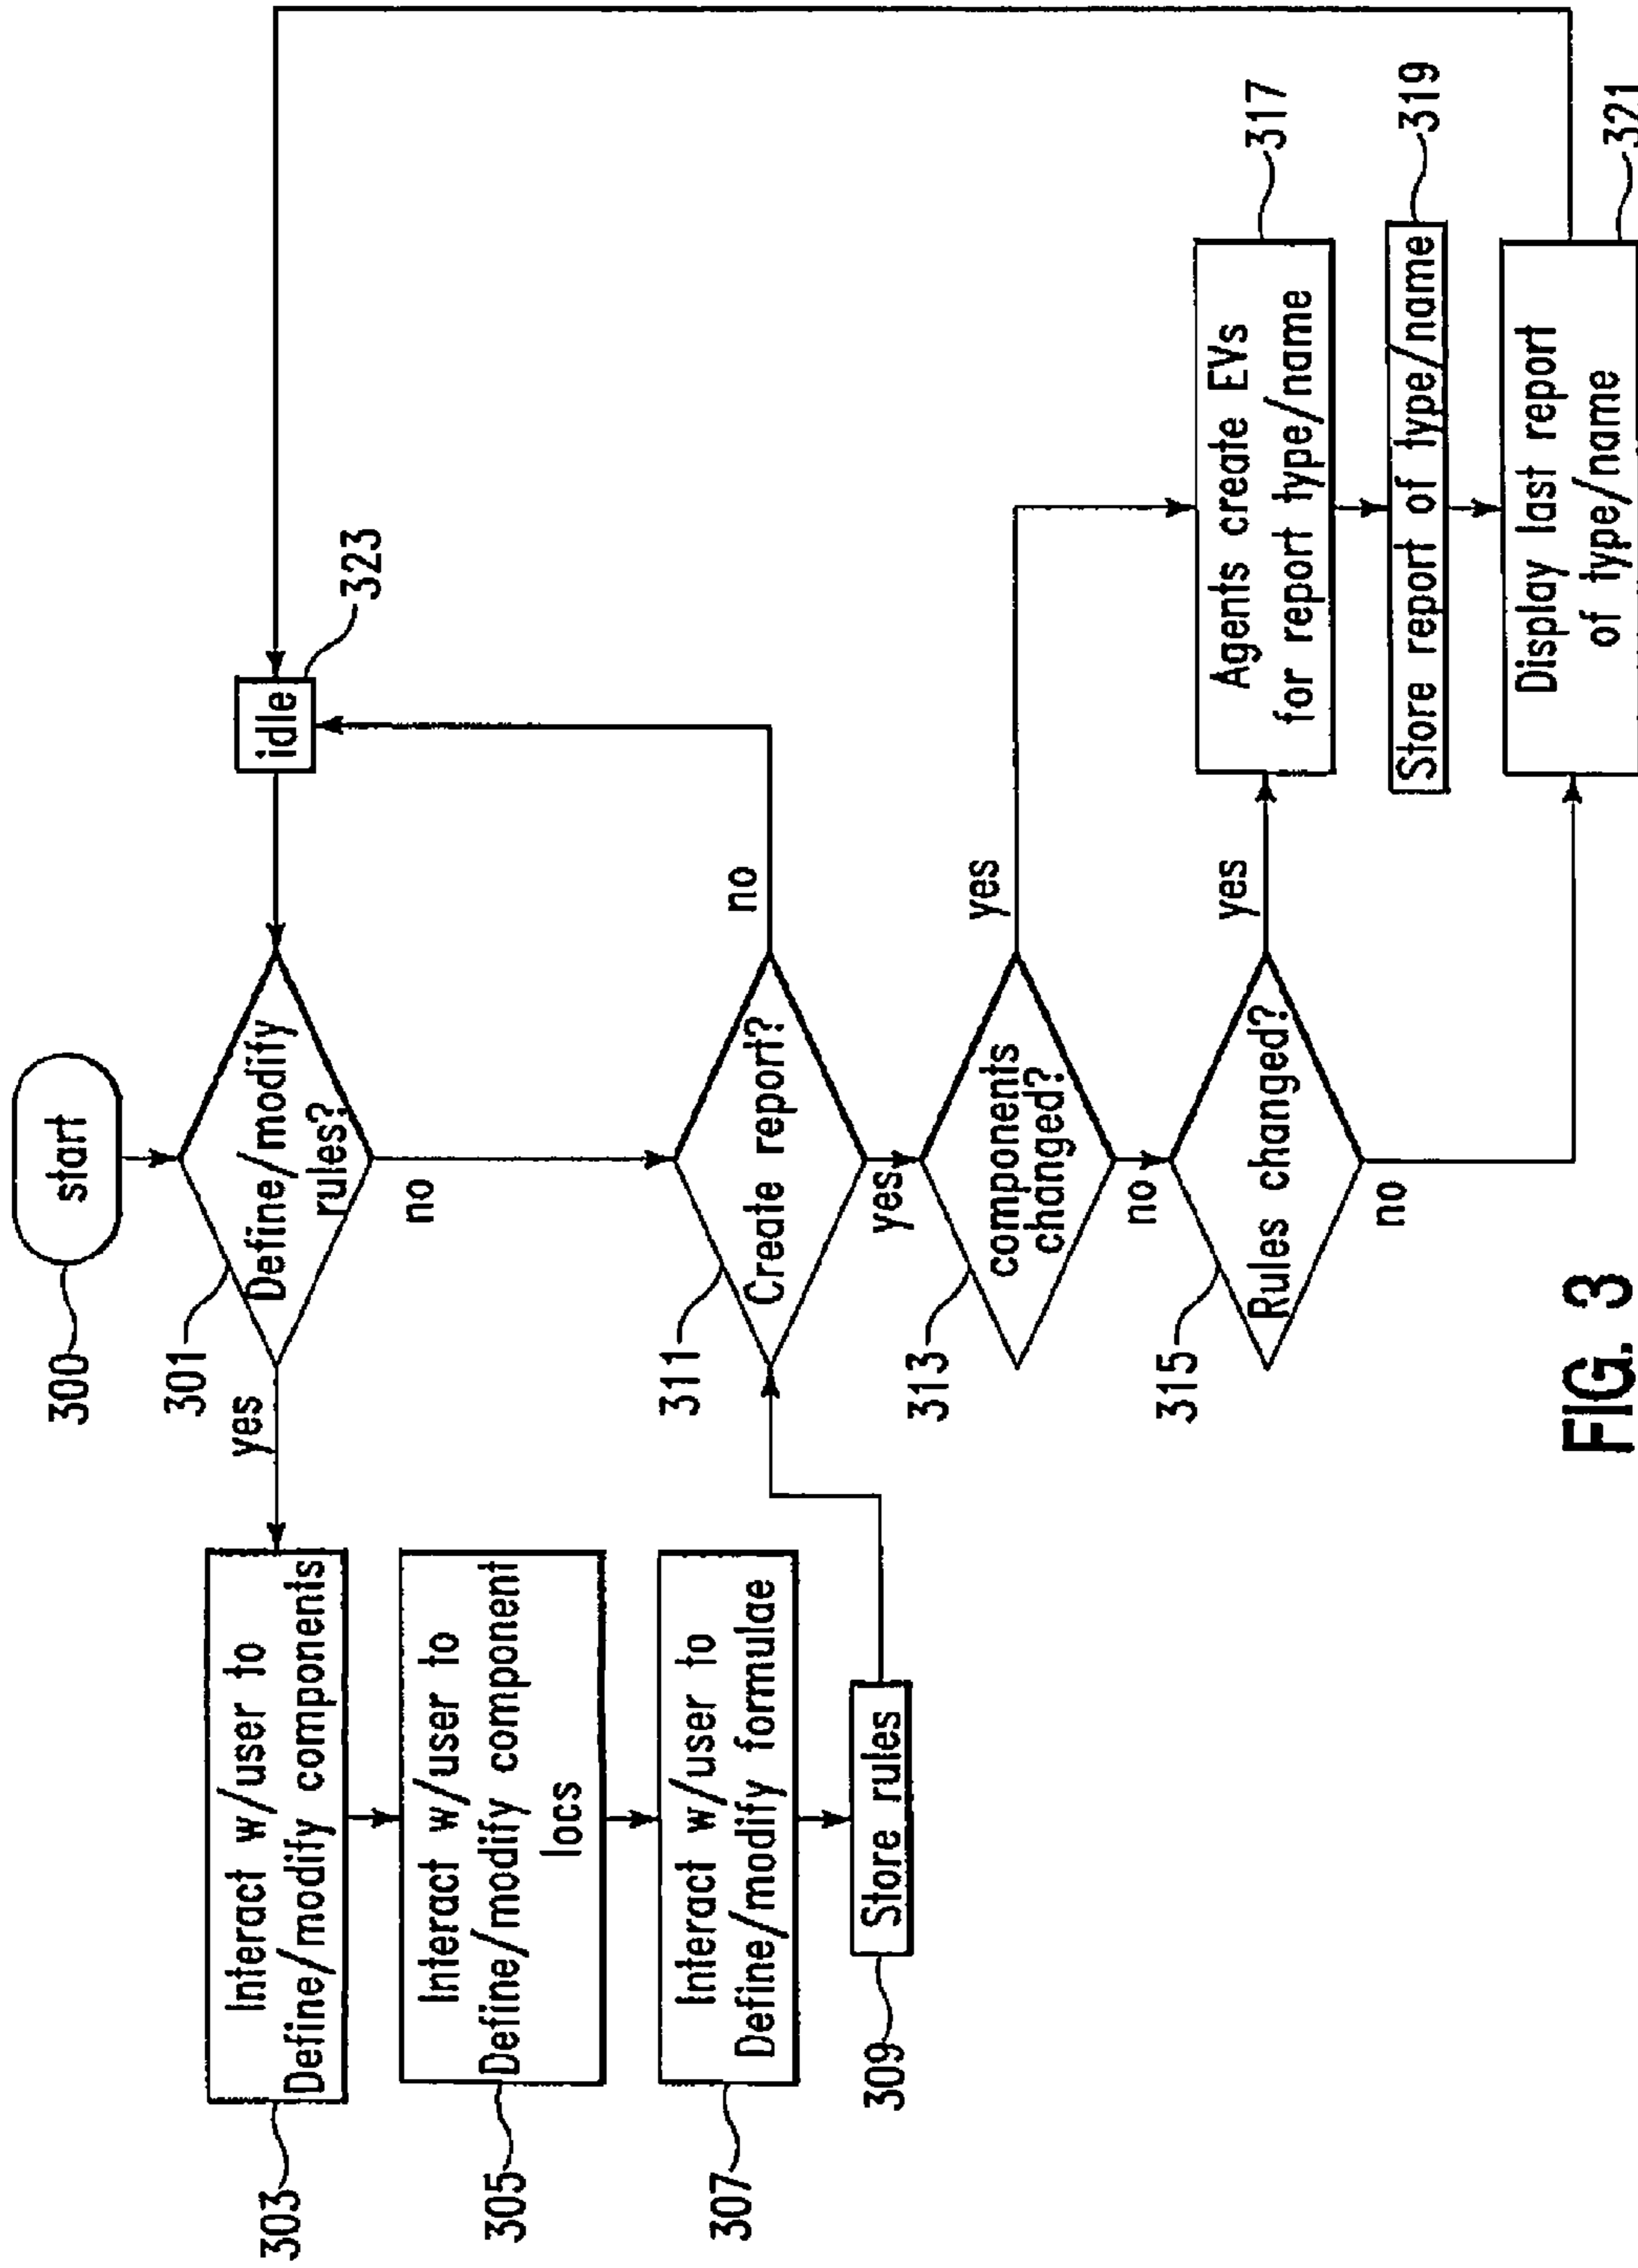 start
300
301
Define/modify
rules?
yes
no
idle
323
303
Interact w/user to
Define/modify components
305
Interact w/user to
Define/modify component
locs
307
Interact w/user to
Define/modify formulae
309
Store rules
311
Create report?
no
yes
313
components
changed?
yes
no
315
Rules changed?
yes
no
317
Agents create EVs
for report type/name
319
Store report of type/name
321
Display last report
of type/name
FIG. 3